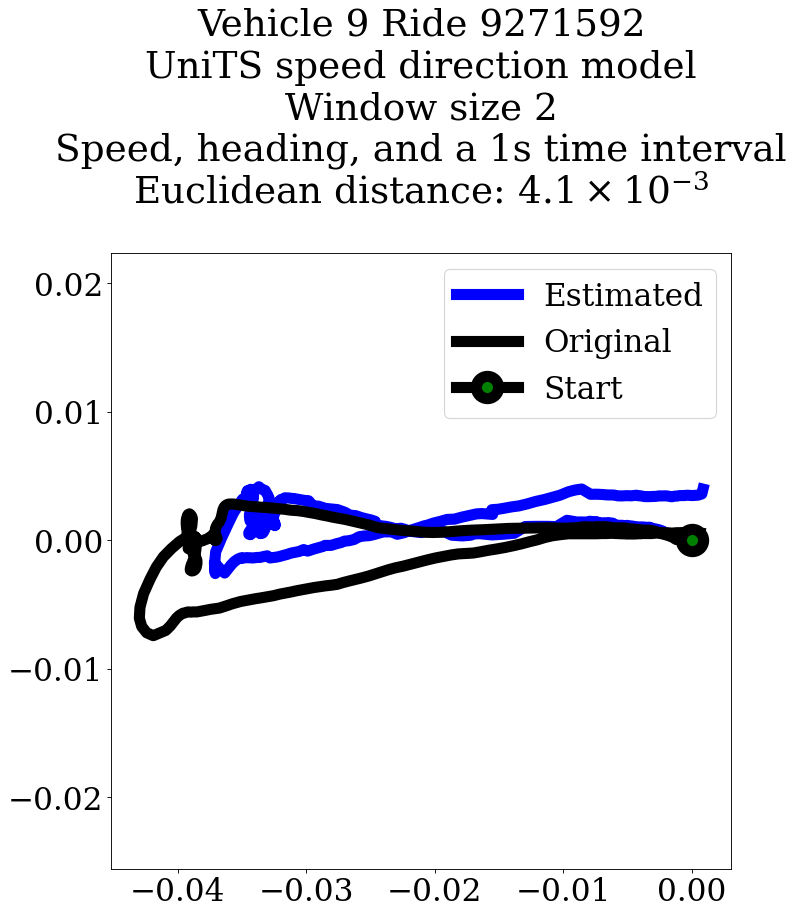 Vehicle 9 Ride 9271592
UniTS speed direction model
Window size 2
Speed, heading, and a 1s time interval
Euclidean distance: 4.1 × 10⁻³
Estimated
Original
Start
0.02
0.01
0.00
−0.01
−0.02
−0.04 −0.03 −0.02 −0.01 0.00